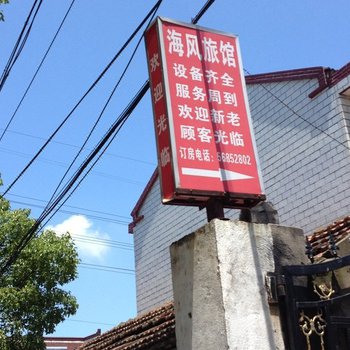 欢迎光临
海风旅馆
设备齐全
服务周到
欢迎新老
顾客光临
订房电话：56852802